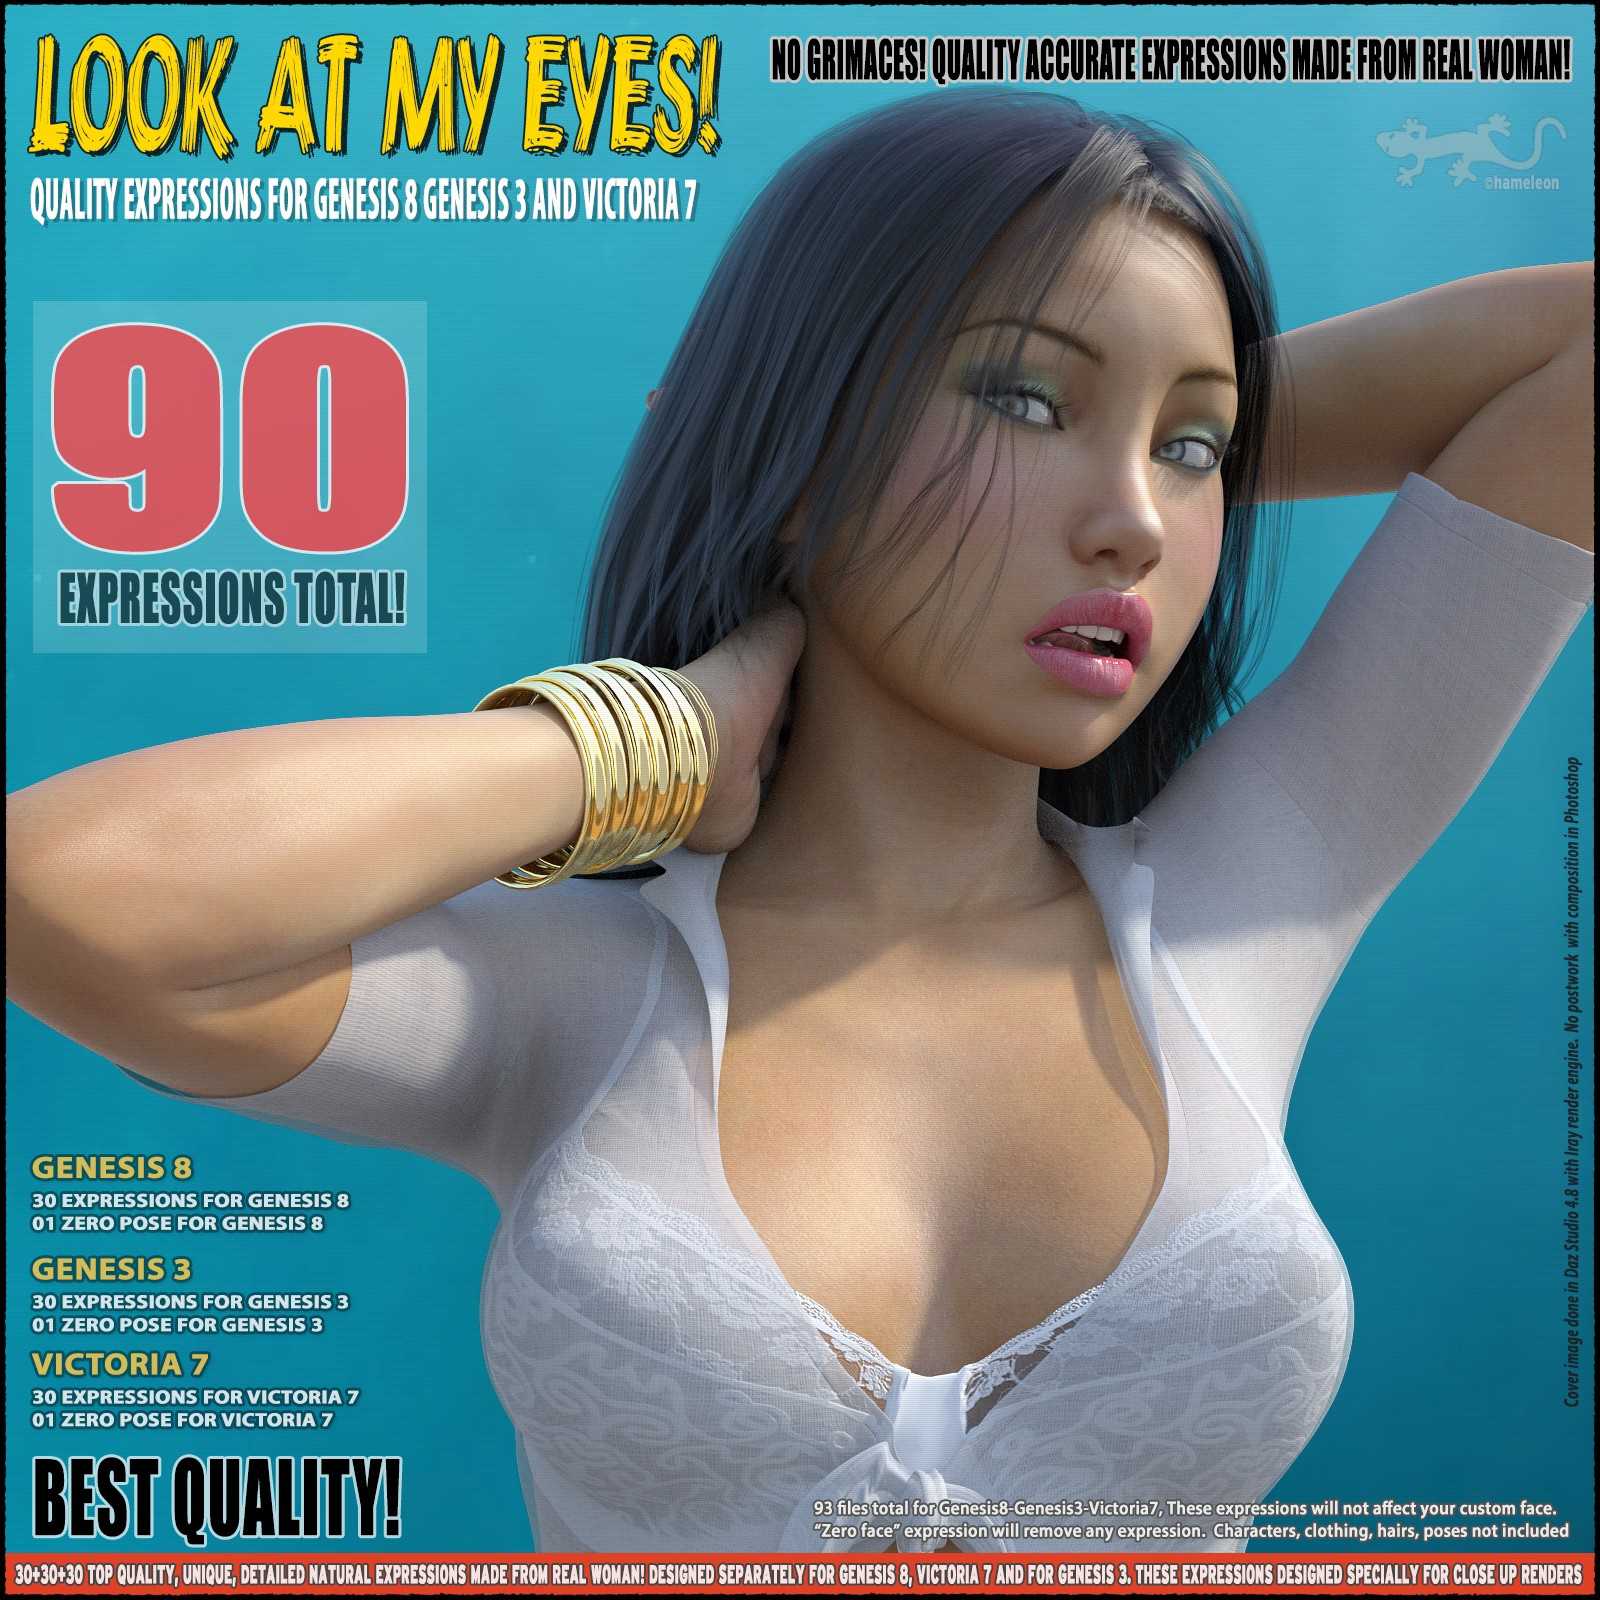 LOOK AT MY EYES!
QUALITY EXPRESSIONS FOR GENESIS 8 GENESIS 3 AND VICTORIA 7
NO GRIMACES! QUALITY ACCURATE EXPRESSIONS MADE FROM REAL WOMAN!
©hameleon
90
EXPRESSIONS TOTAL!
GENESIS 8
30 EXPRESSIONS FOR GENESIS 8
01 ZERO POSE FOR GENESIS 8
GENESIS 3
30 EXPRESSIONS FOR GENESIS 3
01 ZERO POSE FOR GENESIS 3
VICTORIA 7
30 EXPRESSIONS FOR VICTORIA 7
01 ZERO POSE FOR VICTORIA 7
BEST QUALITY!
Cover image done in Daz Studio 4.8 with Iray render engine. No postwork with composition in Photoshop
93 files total for Genesis8-Genesis3-Victoria7, These expressions will not affect your custom face.
"Zero face" expression will remove any expression. Characters, clothing, hairs, poses not included
30+30+30 TOP QUALITY, UNIQUE, DETAILED NATURAL EXPRESSIONS MADE FROM REAL WOMAN! DESIGNED SEPARATELY FOR GENESIS 8, VICTORIA 7 AND FOR GENESIS 3. THESE EXPRESSIONS DESIGNED SPECIALLY FOR CLOSE UP RENDERS